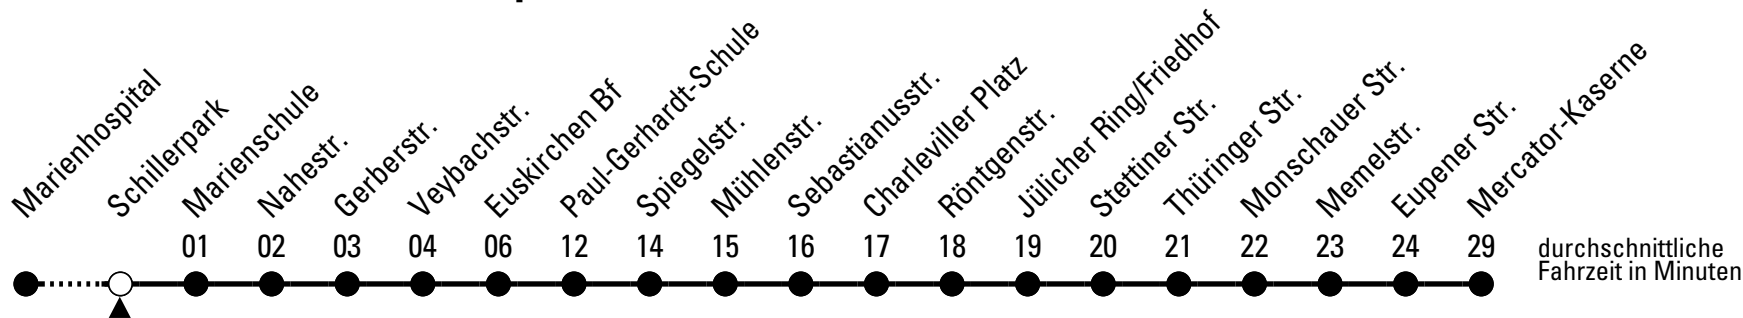 Marienhospital
Schillerpark
Marienschule
Nahestr.
Gerberstr.
Veybachstr.
Euskirchen Bf
Paul-Gerhardt-Schule
Spiegelstr.
Mühlenstr.
Sebastianusstr.
Charleviller Platz
Röntgenstr.
Jülicher Ring/Friedhof
Stettiner Str.
Thüringer Str.
Monschauer Str.
Memelstr.
Eupener Str.
Mercator-Kaserne
01 02 03 04 06 12 14 15 16 17 18 19 20 21 22 23 24 29
durchschnittliche
Fahrzeit in Minuten